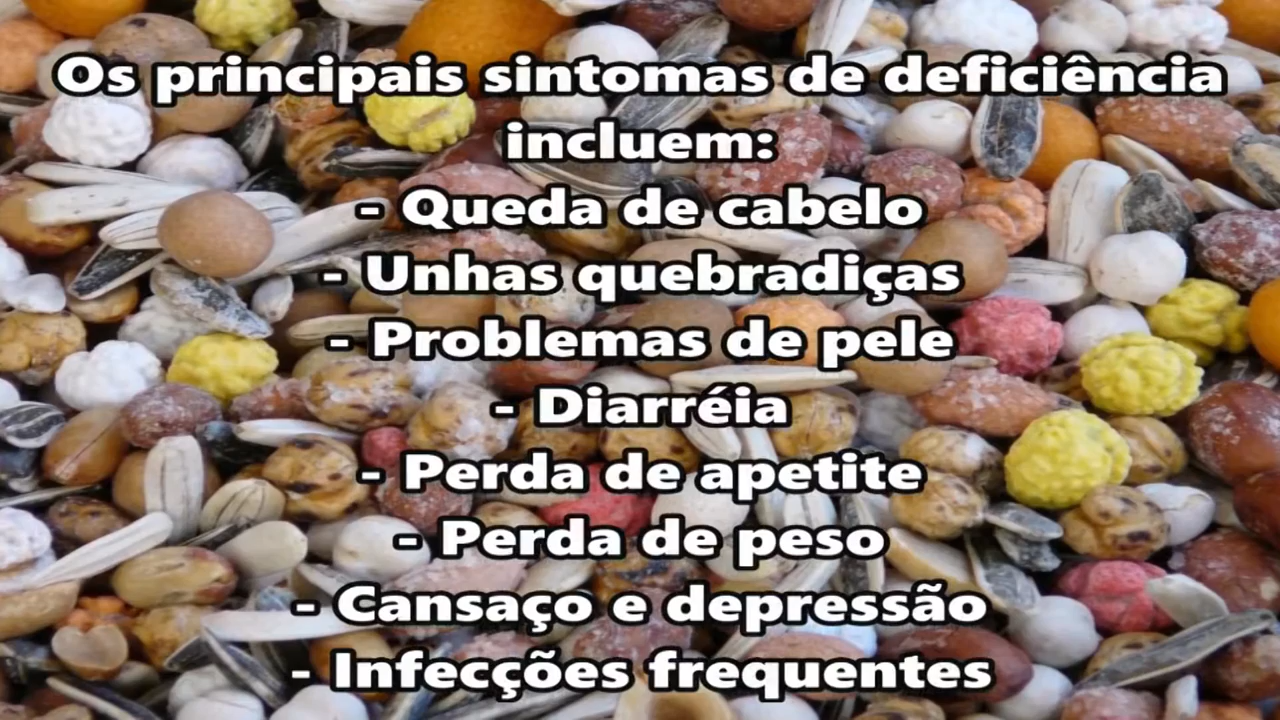 Os principais sintomas de deficiência
incluem:
- Queda de cabelo
- Unhas quebradiças
- Problemas de pele
- Diarréia
- Perda de apetite
- Perda de peso
- Cansaço e depressão
- Infecções frequentes